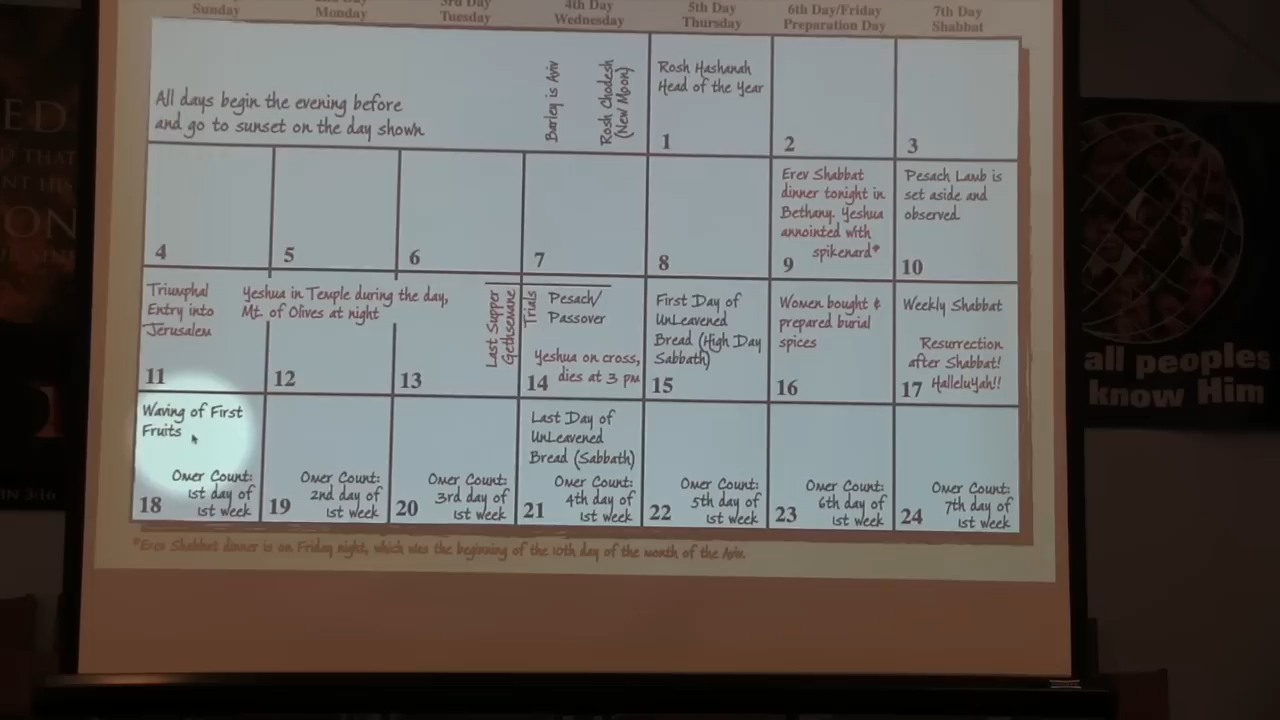 Sunday
Monday
3rd Day
Tuesday
4th Day
Wednesday
5th Day
Thursday
6th Day/Friday
Preparation Day
7th Day
Shabbat
All days begin the evening before
and go to sunset on the day shown
Barley is Aviv
Rosh Chodesh
(New Moon)
Rosh Hashanah
Head of the Year
1
2
3
4
5
6
7
8
Erev Shabbat
dinner tonight in
Bethany. Yeshua
annointed with
spikenard*
9
Pesach Lamb is
set aside and
observed.
10
Triumphal
Entry into
Jerusalem
11
Yeshua in Temple during the day,
Mt. of Olives at night
12
13
Last Supper
Gethsemane
Trials
Pesach/
Passover
Yeshua on cross,
dies at 3 pm
14
First Day of
UnLeavened
Bread (High Day
Sabbath)
15
Women bought &
prepared burial
spices
16
Weekly Shabbat
Resurrection
after Shabbat!
HalleluYah!!
17
Waving of First
Fruits
Omer Count:
1st day of
1st week
18
Omer Count:
2nd day of
1st week
19
Omer Count:
3rd day of
1st week
20
Last Day of
UnLeavened
Bread (Sabbath)
Omer Count:
4th day of
1st week
21
Omer Count:
5th day of
1st week
22
Omer Count:
6th day of
1st week
23
Omer Count:
7th day of
1st week
24
*Erev Shabbat dinner is on Friday night, which was the beginning of the 10th day of the month of the Aviv.
all peoples
know Him